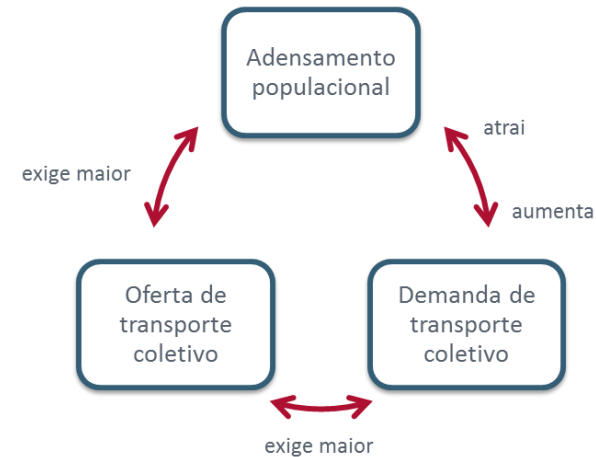 Adensamento
populacional
atrai
exige maior
aumenta
Oferta de
transporte
coletivo
Demanda de
transporte
coletivo
exige maior